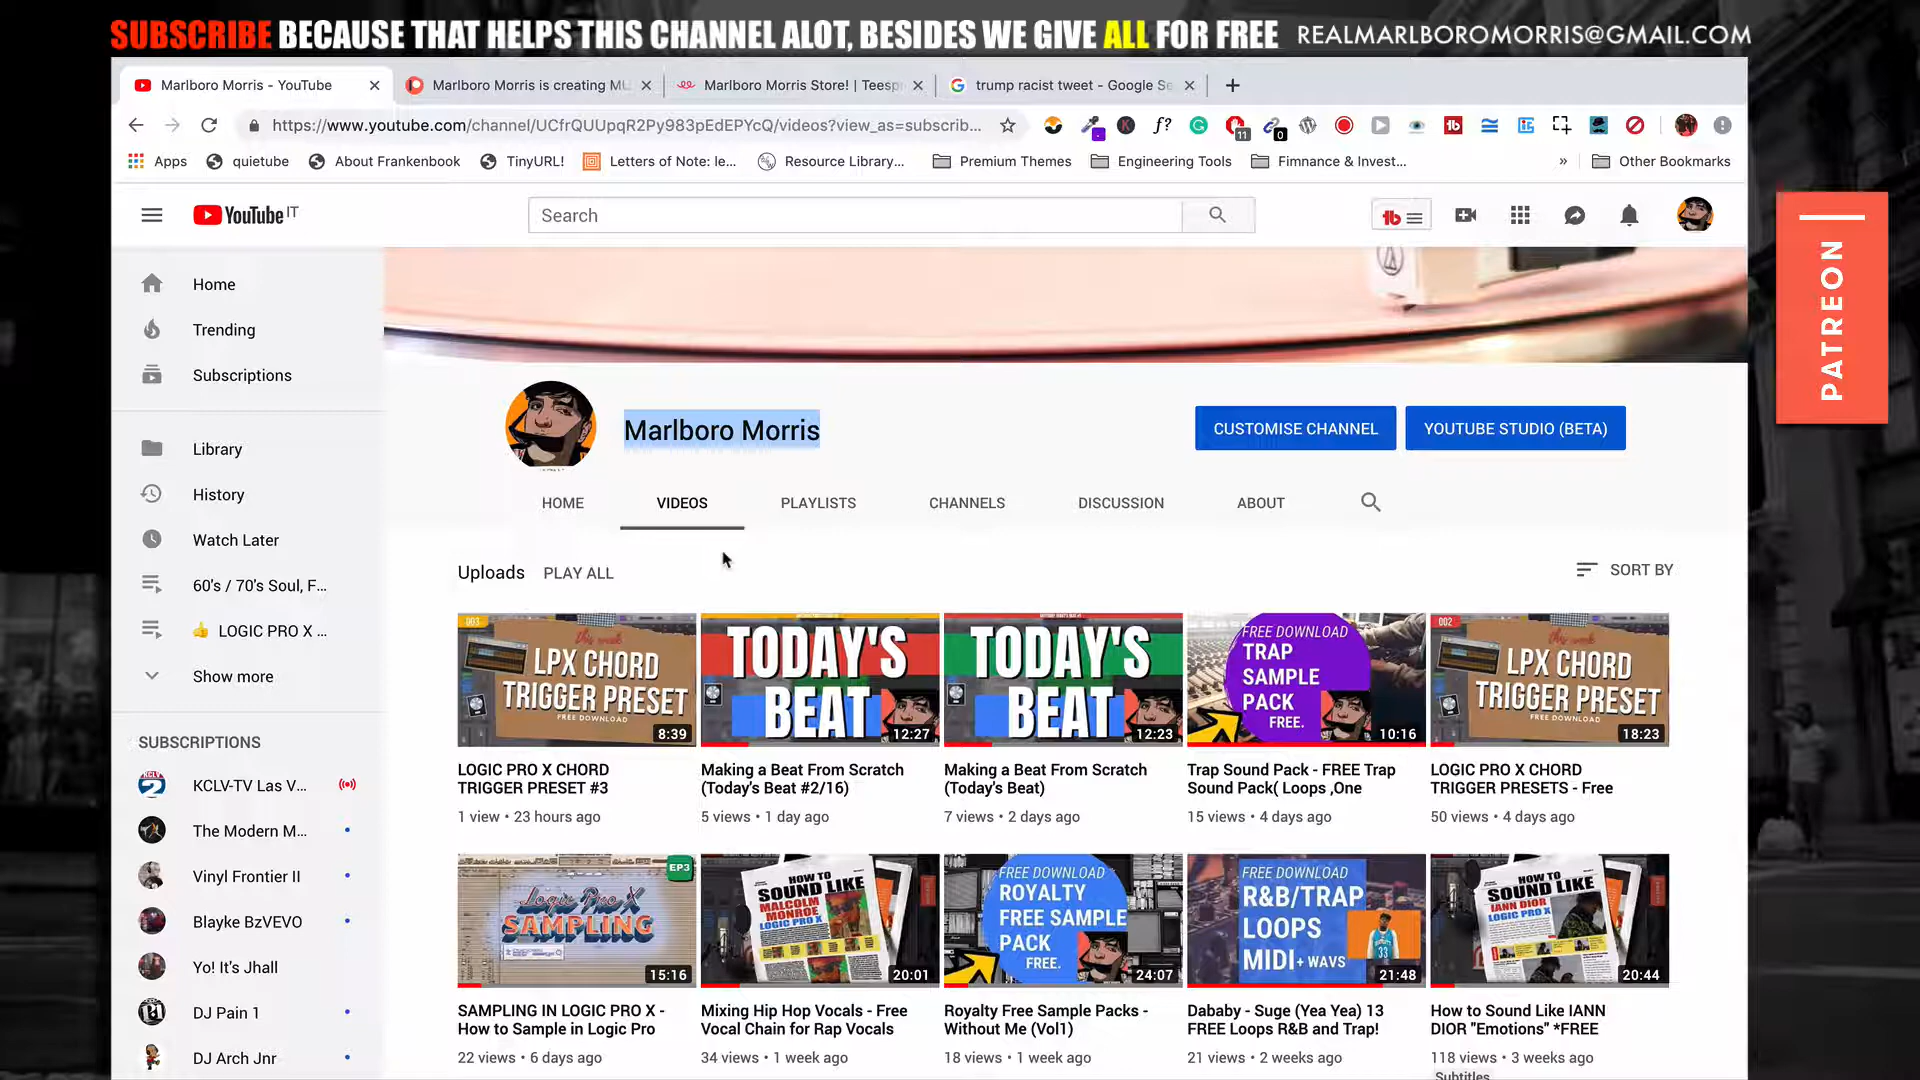 SUBSCRIBE BECAUSE THAT HELPS THIS CHANNEL ALOT, BESIDES WE GIVE ALL FOR FREE REALMARLBOROMORRIS@GMAIL.COM
Marlboro Morris - YouTube
Marlboro Morris is creating MU
Marlboro Morris Store! | Teesp
trump racist tweet - Google Se
https://www.youtube.com/channel/UCfrQUUpqR2Py983pEdEPYcQ/videos?view_as=subscrib...
11
0
Apps
quietube
About Frankenbook
TinyURL!
Letters of Note: le...
Resource Library...
Premium Themes
Engineering Tools
Fimnance & Invest...
»
Other Bookmarks
YouTube IT
Search
PATREON
Home
Trending
Subscriptions
Library
History
Watch Later
60's / 70's Soul, F...
👍 LOGIC PRO X ...
Show more
SUBSCRIPTIONS
KCLV-TV Las V...
The Modern M...
Vinyl Frontier II
Blayke BzVEVO
Yo! It's Jhall
DJ Pain 1
DJ Arch Jnr
Marlboro Morris
CUSTOMISE CHANNEL
YOUTUBE STUDIO (BETA)
HOME
VIDEOS
PLAYLISTS
CHANNELS
DISCUSSION
ABOUT
Uploads PLAY ALL
SORT BY
003
this week
LPX CHORD
TRIGGER PRESET
FREE DOWNLOAD
8:39
LOGIC PRO X CHORD
TRIGGER PRESET #3
1 view • 23 hours ago
TODAY'S
BEAT
12:27
Making a Beat From Scratch
(Today's Beat #2/16)
5 views • 1 day ago
TODAY'S
BEAT
12:23
Making a Beat From Scratch
(Today's Beat)
7 views • 2 days ago
FREE DOWNLOAD
TRAP
SAMPLE
PACK
FREE.
10:16
Trap Sound Pack - FREE Trap
Sound Pack( Loops ,One
15 views • 4 days ago
002
this week
LPX CHORD
TRIGGER PRESET
FREE DOWNLOAD
18:23
LOGIC PRO X CHORD
TRIGGER PRESETS - Free
50 views • 4 days ago
EP3
Logic Pro X
SAMPLING
15:16
SAMPLING IN LOGIC PRO X -
How to Sample in Logic Pro
22 views • 6 days ago
HOW TO
SOUND LIKE
MALCOLM
MONROE
LOGIC PRO X
20:01
Mixing Hip Hop Vocals - Free
Vocal Chain for Rap Vocals
34 views • 1 week ago
FREE DOWNLOAD
ROYALTY
FREE SAMPLE
PACK
FREE.
24:07
Royalty Free Sample Packs -
Without Me (Vol1)
18 views • 1 week ago
FREE DOWNLOAD
R&B/TRAP
LOOPS
MIDI + WAVS
33
21:48
Dababy - Suge (Yea Yea) 13
FREE Loops R&B and Trap!
21 views • 2 weeks ago
HOW TO
SOUND LIKE
IANN DIOR
LOGIC PRO X
20:44
How to Sound Like IANN
DIOR "Emotions" *FREE
118 views • 3 weeks ago
Subtitles